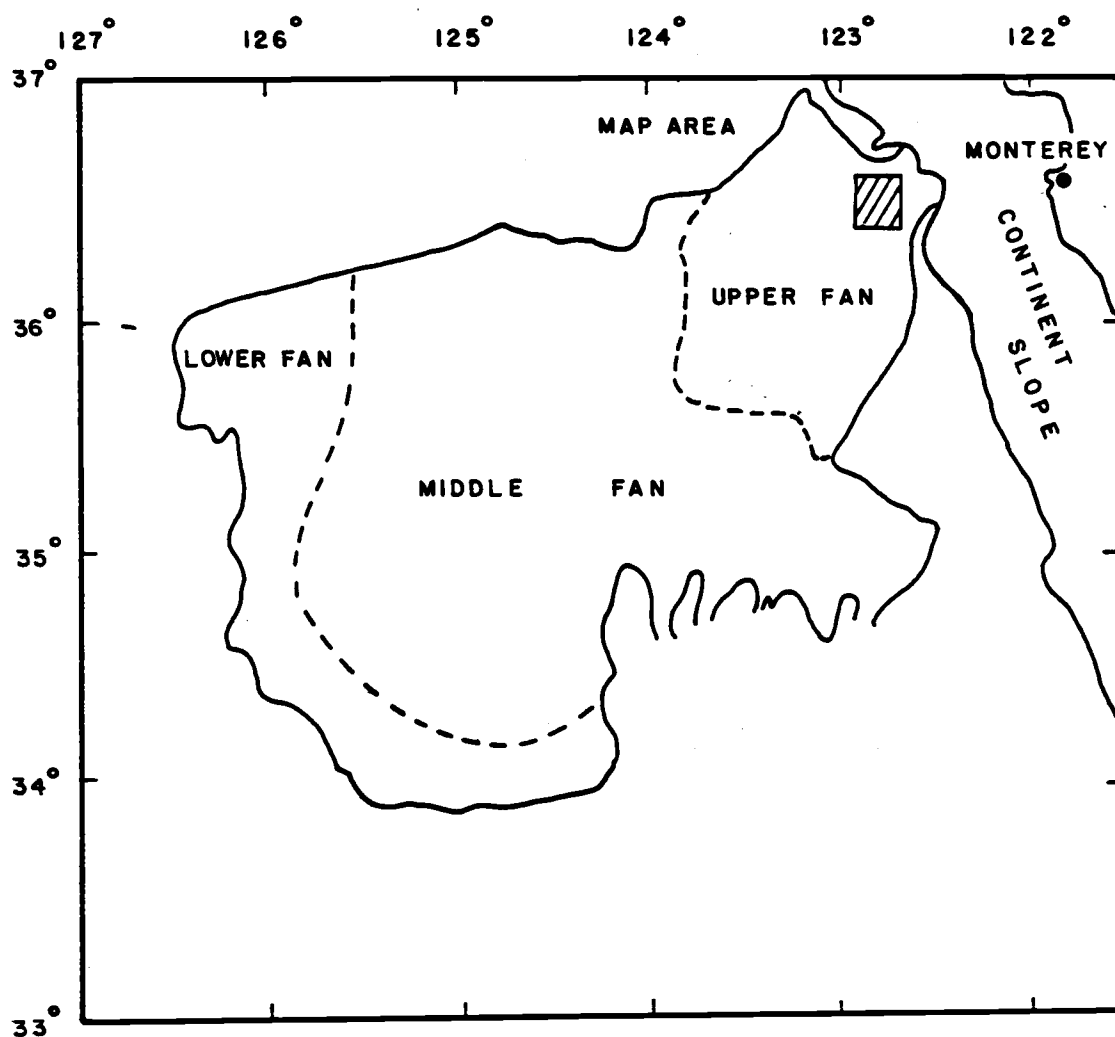 127° 126° 125° 124° 123° 122°
37°
MAP AREA
MONTEREY
CONTINENT
SLOPE
UPPER FAN
36°
LOWER FAN
MIDDLE FAN
35°
34°
33°